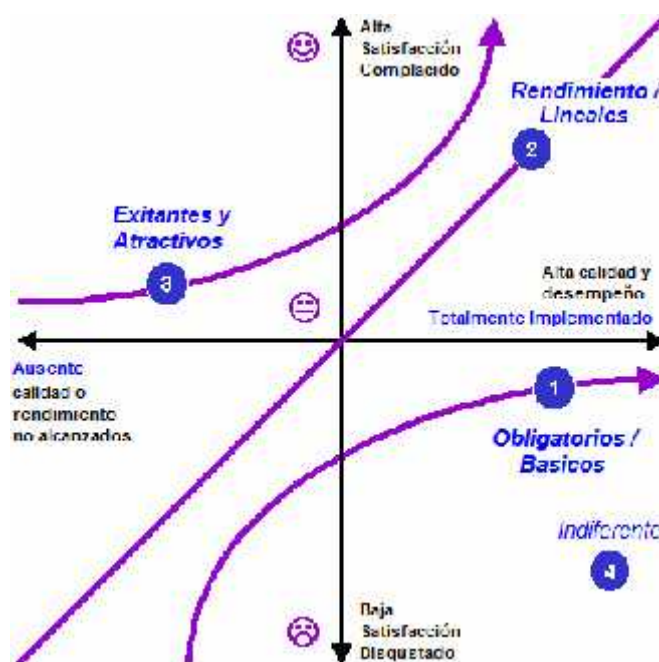 Alta
Satisfacción
Complacido
Rendimiento /
Lineales
2
Exitantes y
Atractivos
3
Alta calidad y
desempeño
Totalmente Implementado
Ausente
calidad o
rendimiento
no alcanzados
1
Obligatorios /
Basicos
Indiferente
4
Baja
Satisfacción
Disgustado